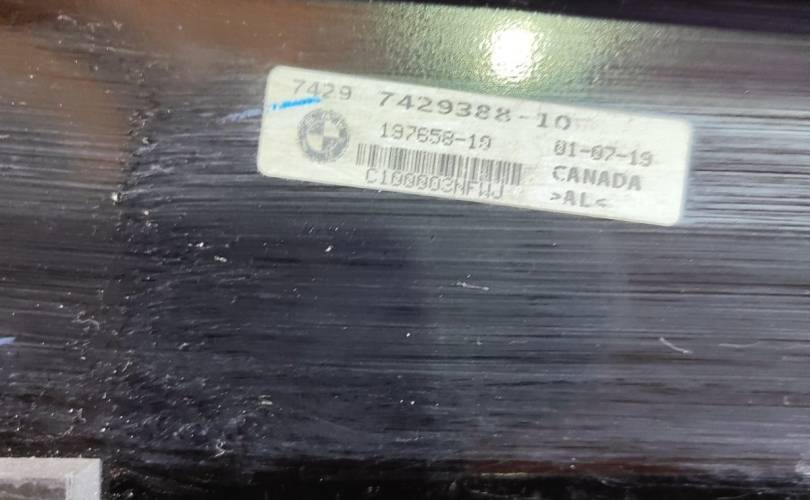 7429 7429388-10
197658-10 01-07-19
CANADA
C100003NFWJ
>AL<